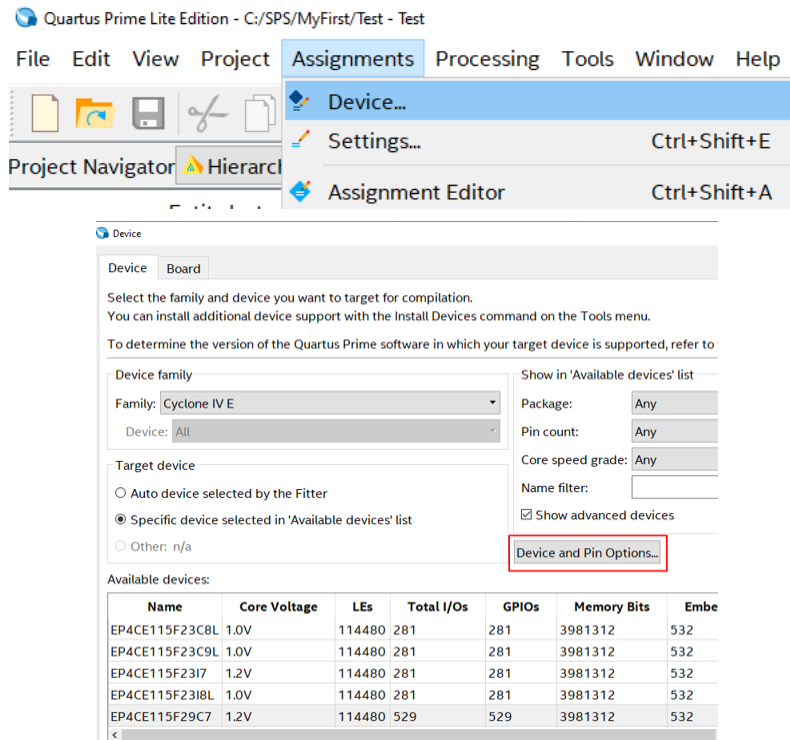 Quartus Prime Lite Edition - C:/SPS/MyFirst/Test - Test
File Edit View Project Assignments Processing Tools Window Help
Device...
Settings... Ctrl+Shift+E
Project Navigator Hierarch
Assignment Editor Ctrl+Shift+A
Device
Device Board
Select the family and device you want to target for compilation.
You can install additional device support with the Install Devices command on the Tools menu.
To determine the version of the Quartus Prime software in which your target device is supported, refer to
Device family
Family: Cyclone IV E
Device: All
Show in 'Available devices' list
Package: Any
Pin count: Any
Core speed grade: Any
Name filter:
Show advanced devices
Target device
Auto device selected by the Fitter
Specific device selected in 'Available devices' list
Other: n/a
Device and Pin Options...
Available devices:
Name Core Voltage LEs Total I/Os GPIOs Memory Bits Embe
EP4CE115F23C8L 1.0V 114480 281 281 3981312 532
EP4CE115F23C9L 1.0V 114480 281 281 3981312 532
EP4CE115F23I7 1.2V 114480 281 281 3981312 532
EP4CE115F23I8L 1.0V 114480 281 281 3981312 532
EP4CE115F29C7 1.2V 114480 529 529 3981312 532